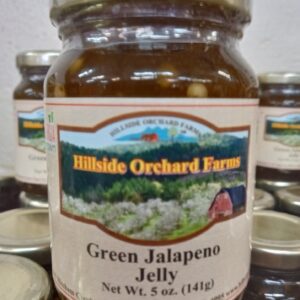 HILLSIDE ORCHARD FARMS
Hillside Orchard Farms
Green Jalapeno
Jelly
Net Wt. 5 oz. (141g)